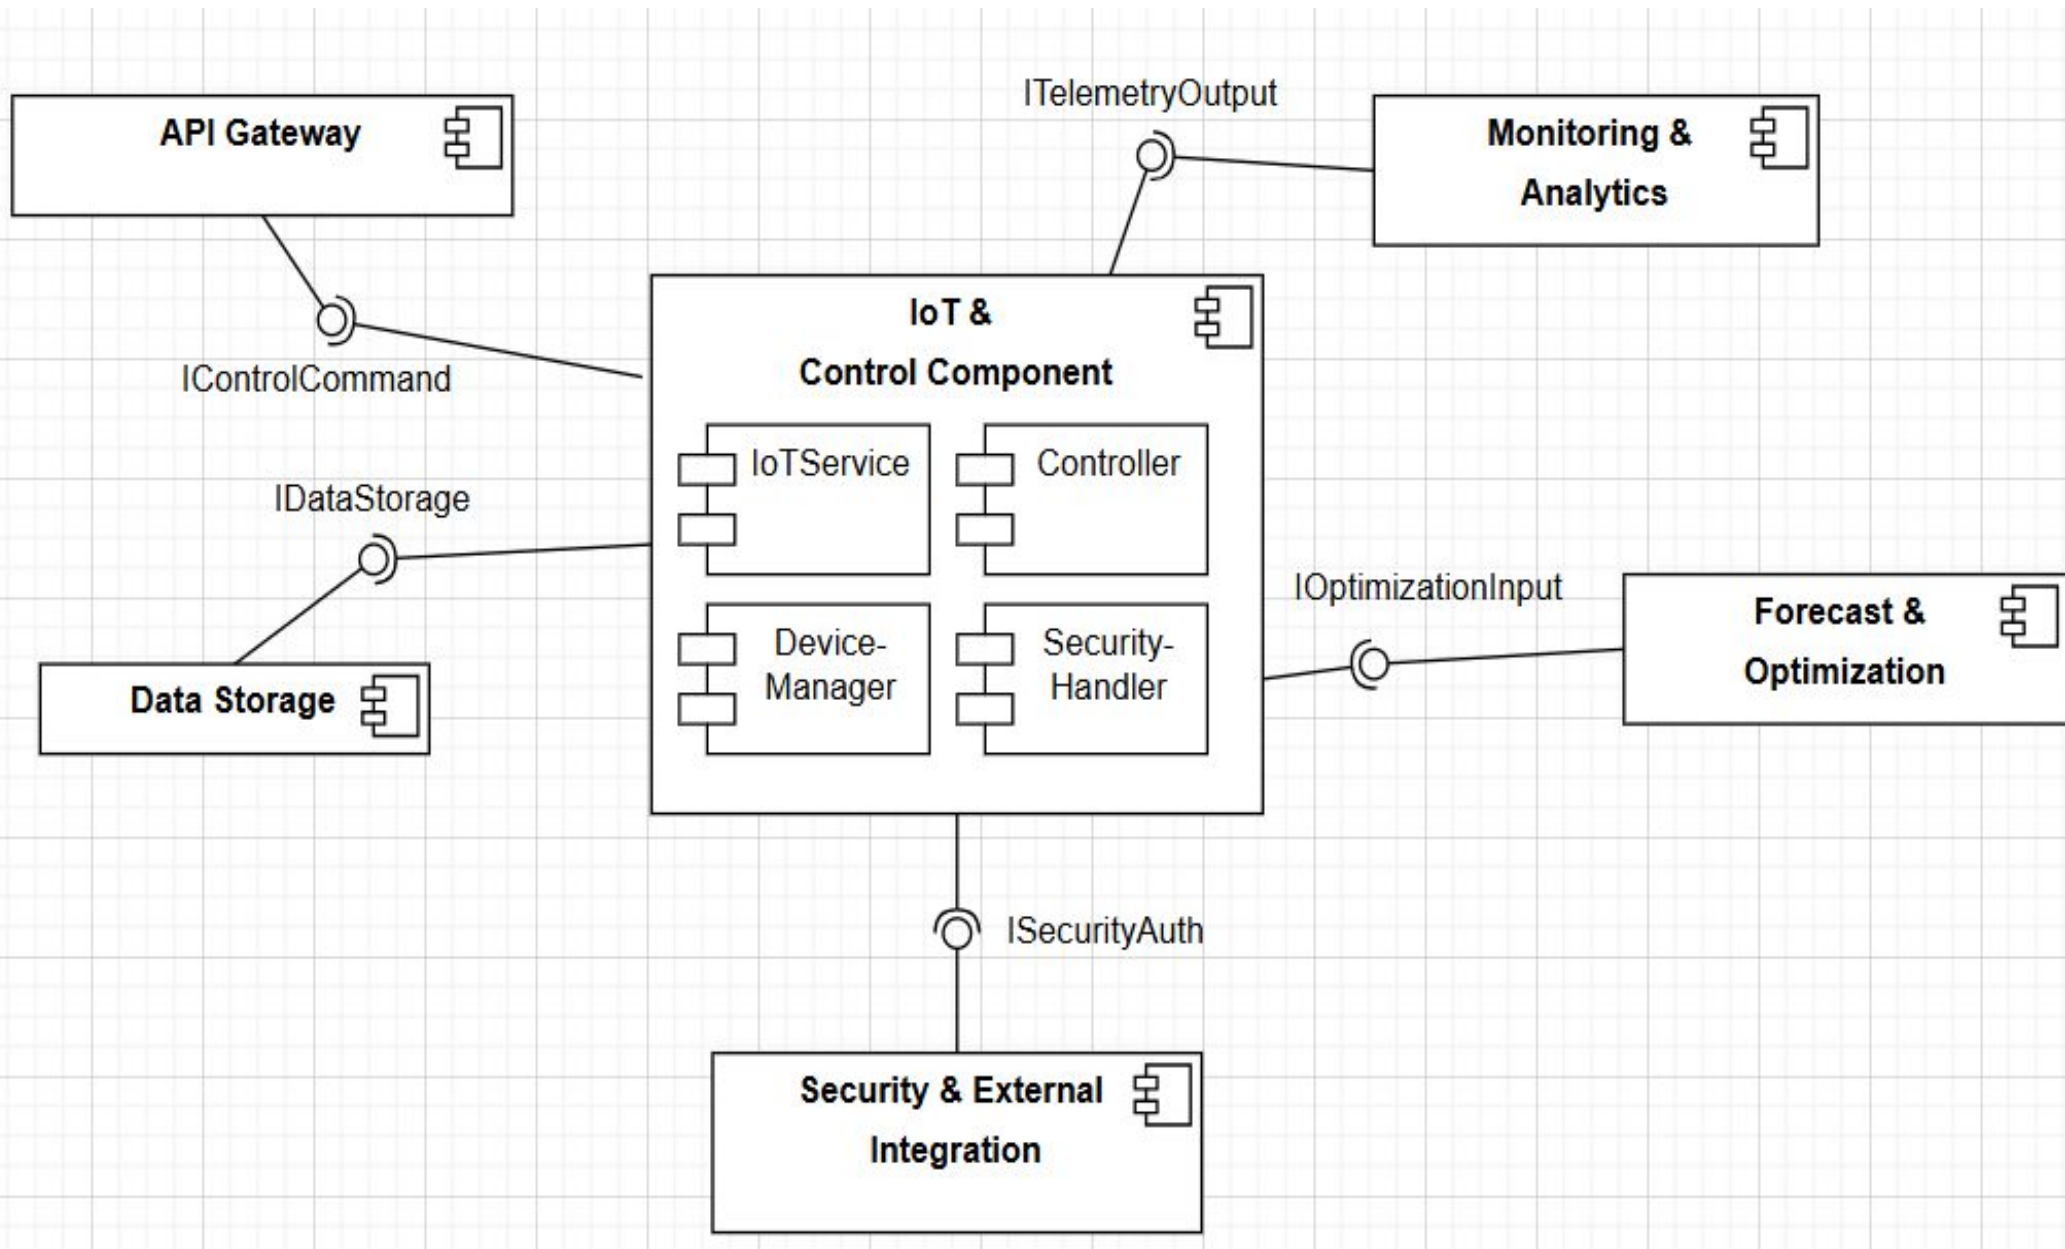 ITelemetryOutput
API Gateway
Monitoring &
Analytics
IoT &
Control Component
IControlCommand
IoTService
Controller
IDataStorage
IOptimizationInput
Forecast &
Optimization
Device-
Manager
Security-
Handler
Data Storage
ISecurityAuth
Security & External
Integration